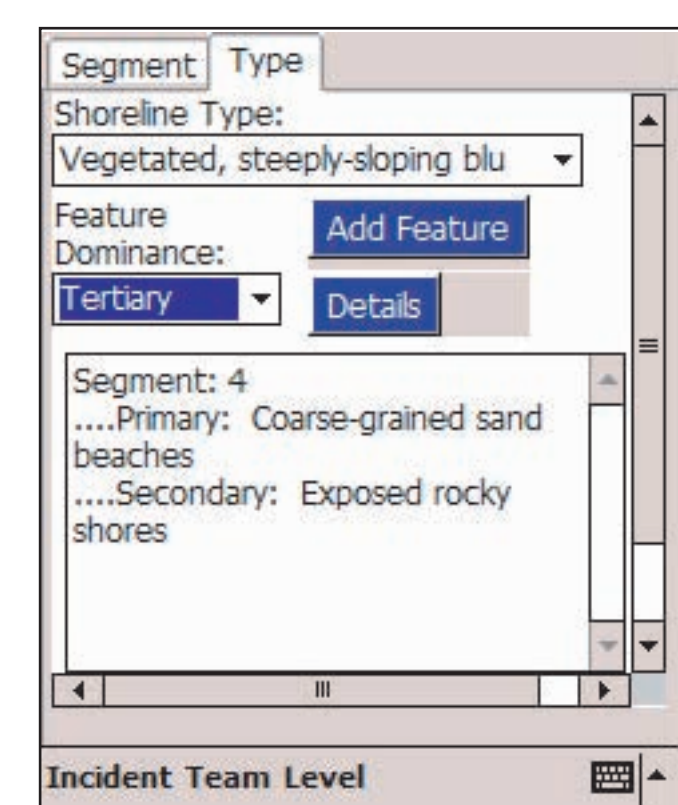 Segment Type
Shoreline Type:
Vegetated, steeply-sloping blu
Feature
Dominance:
Add Feature
Tertiary
Details
Segment: 4
....Primary: Coarse-grained sand
beaches
....Secondary: Exposed rocky
shores
Incident Team Level